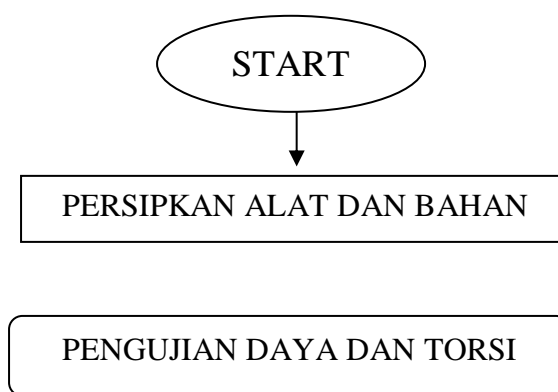 START
PERSIPKAN ALAT DAN BAHAN
PENGUJIAN DAYA DAN TORSI